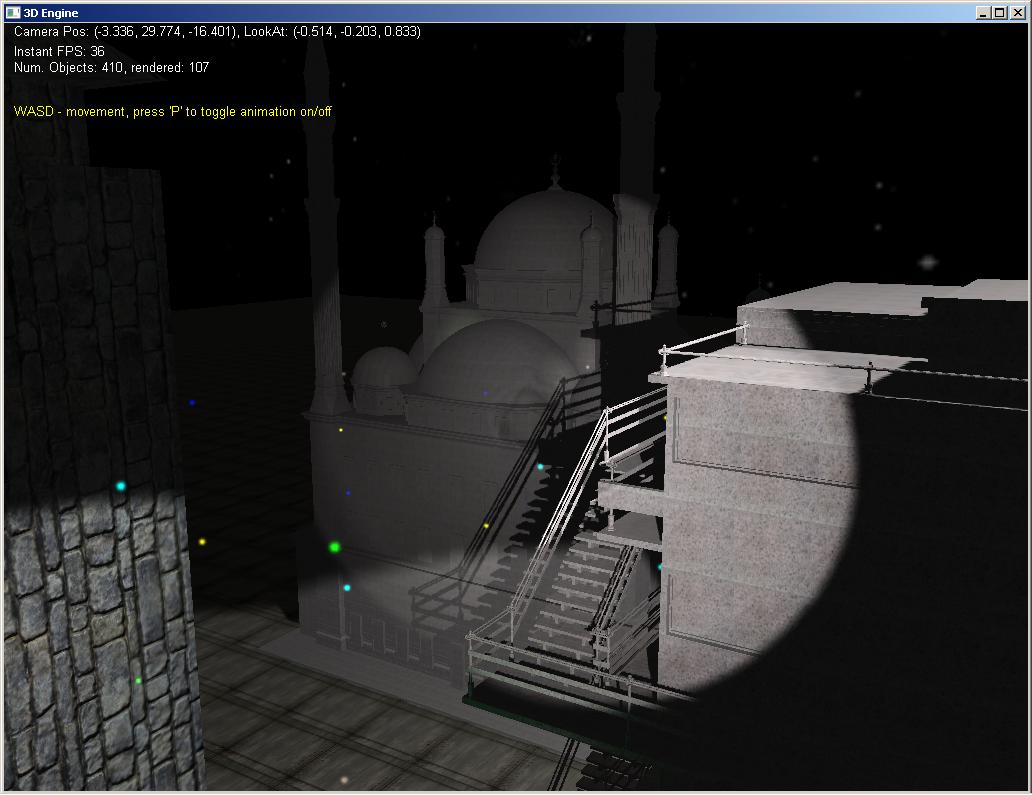 3D Engine
Camera Pos: (-3.336, 29.774, -16.401), LookAt: (-0.514, -0.203, 0.833)
Instant FPS: 36
Num. Objects: 410, rendered: 107
WASD - movement, press 'P' to toggle animation on/off